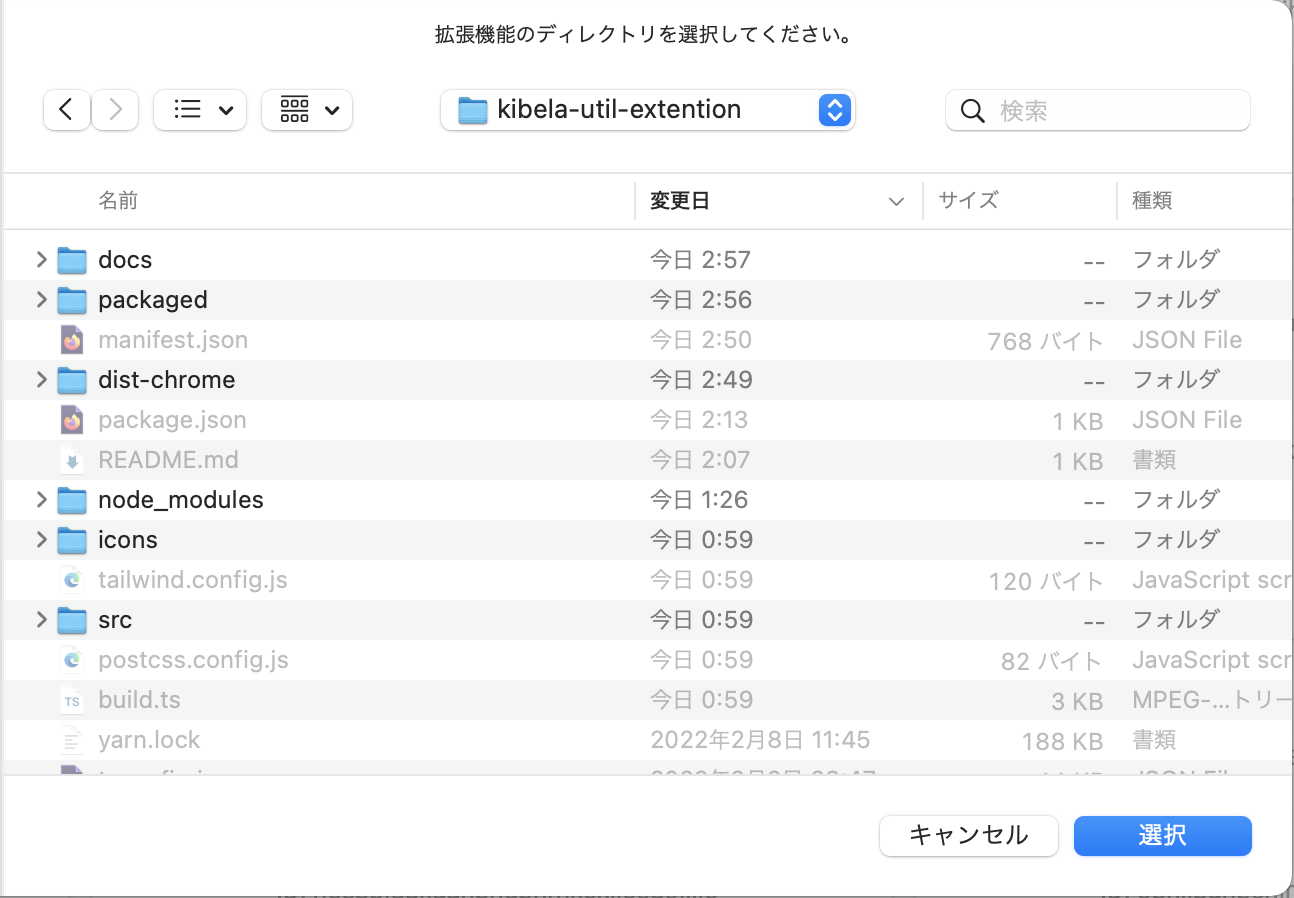 拡張機能のディレクトリを選択してください。
kibela-util-extention
検索
名前 変更日 サイズ 種類
docs 今日 2:57 -- フォルダ
packaged 今日 2:56 -- フォルダ
manifest.json 今日 2:50 768 バイト JSON File
dist-chrome 今日 2:49 -- フォルダ
package.json 今日 2:13 1 KB JSON File
README.md 今日 2:07 1 KB 書類
node_modules 今日 1:26 -- フォルダ
icons 今日 0:59 -- フォルダ
tailwind.config.js 今日 0:59 120 バイト JavaScript scr
src 今日 0:59 -- フォルダ
postcss.config.js 今日 0:59 82 バイト JavaScript scr
TS build.ts 今日 0:59 3 KB MPEG-...トリー
yarn.lock 2022年2月8日 11:45 188 KB 書類
キャンセル 選択